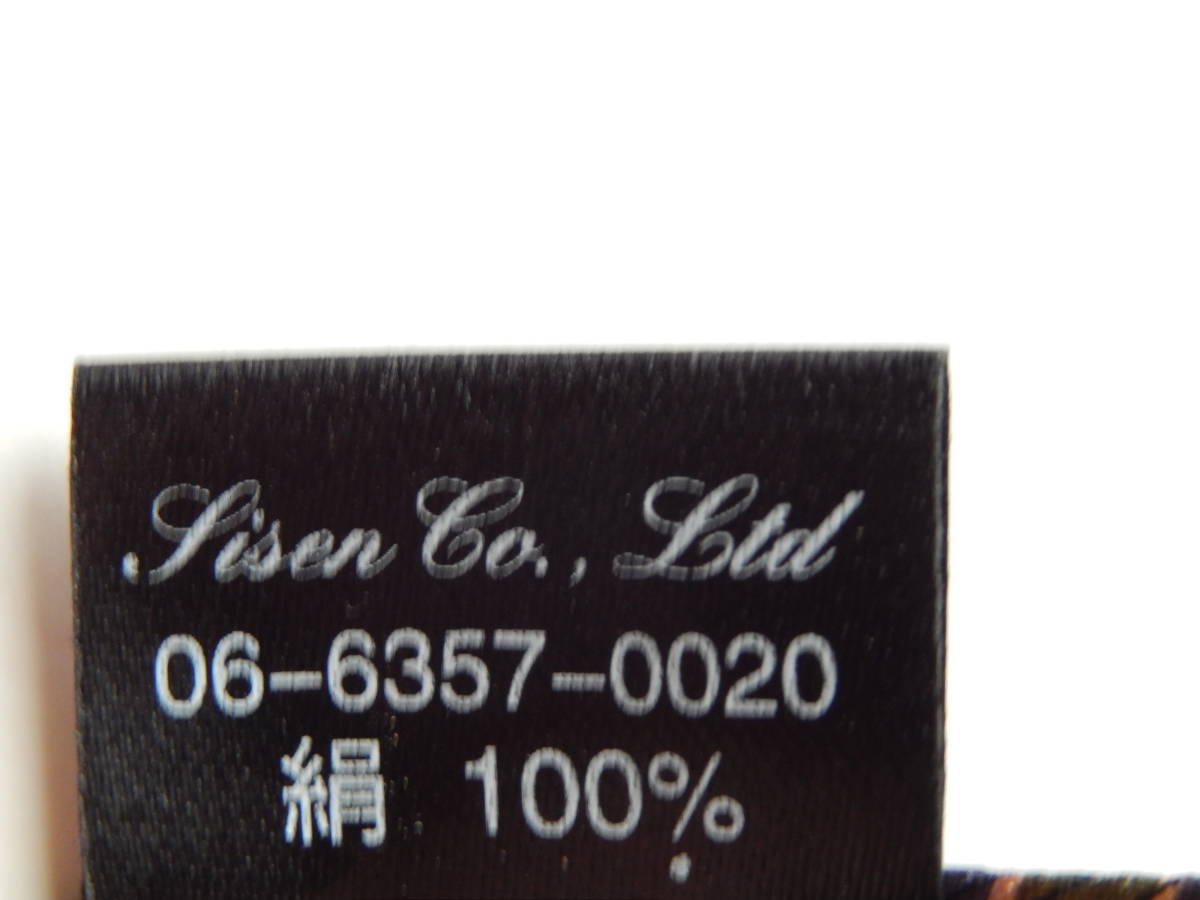 Sisen Co., Ltd
06-6357-0020
絹 100%